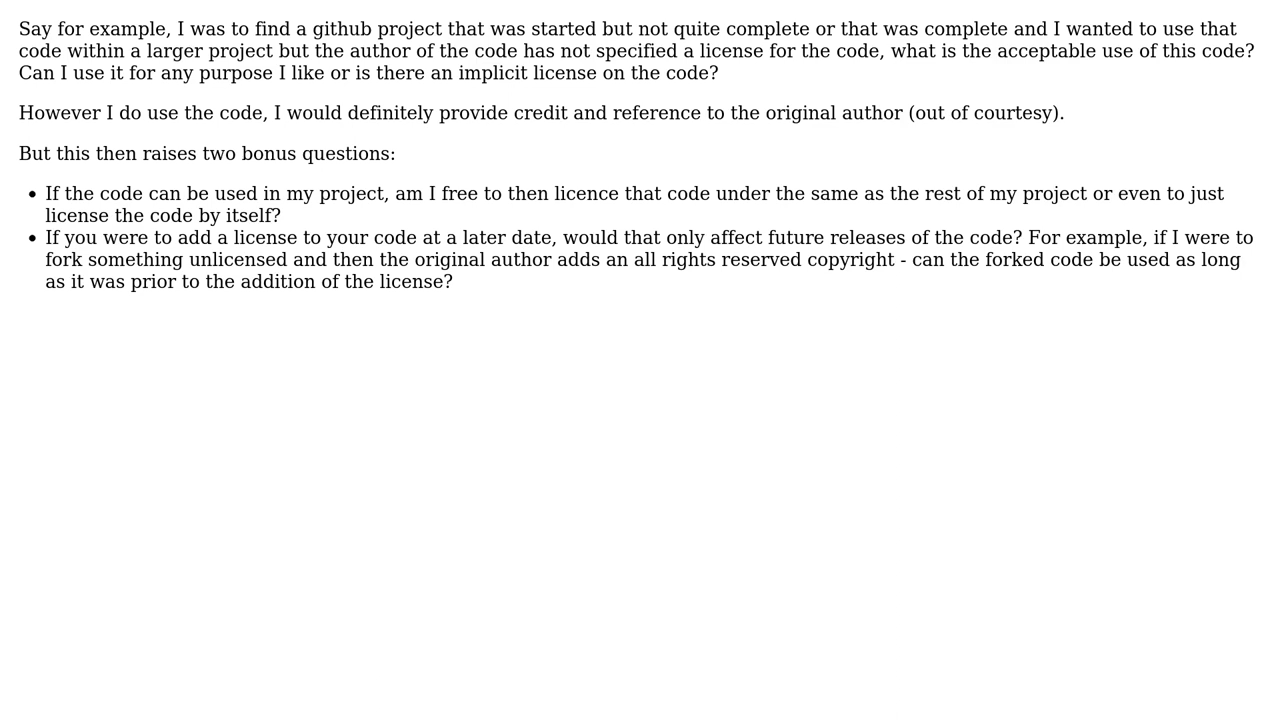 Say for example, I was to find a github project that was started but not quite complete or that was complete and I wanted to use that
code within a larger project but the author of the code has not specified a license for the code, what is the acceptable use of this code?
Can I use it for any purpose I like or is there an implicit license on the code?
However I do use the code, I would definitely provide credit and reference to the original author (out of courtesy).
But this then raises two bonus questions:
• If the code can be used in my project, am I free to then licence that code under the same as the rest of my project or even to just
license the code by itself?
• If you were to add a license to your code at a later date, would that only affect future releases of the code? For example, if I were to
fork something unlicensed and then the original author adds an all rights reserved copyright - can the forked code be used as long
as it was prior to the addition of the license?